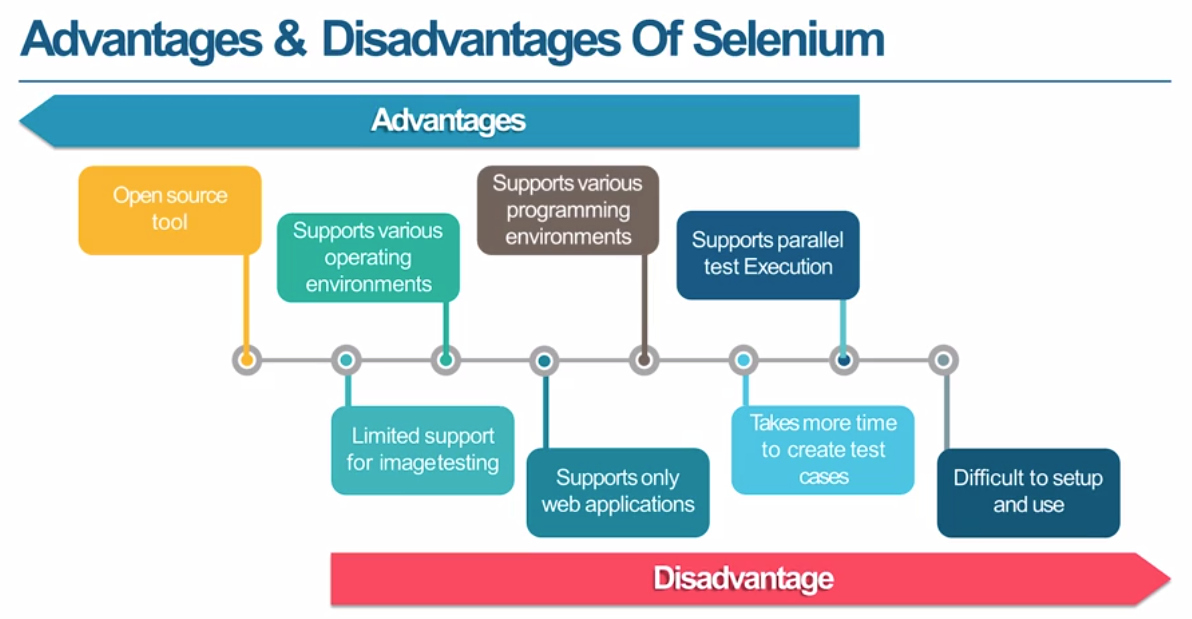 Advantages & Disadvantages Of Selenium
Advantages
Open source
tool
Supports various
operating
environments
Supports various
programming
environments
Supports parallel
test Execution
Limited support
for image testing
Supports only
web applications
Takes more time
to create test
cases
Difficult to setup
and use
Disadvantage